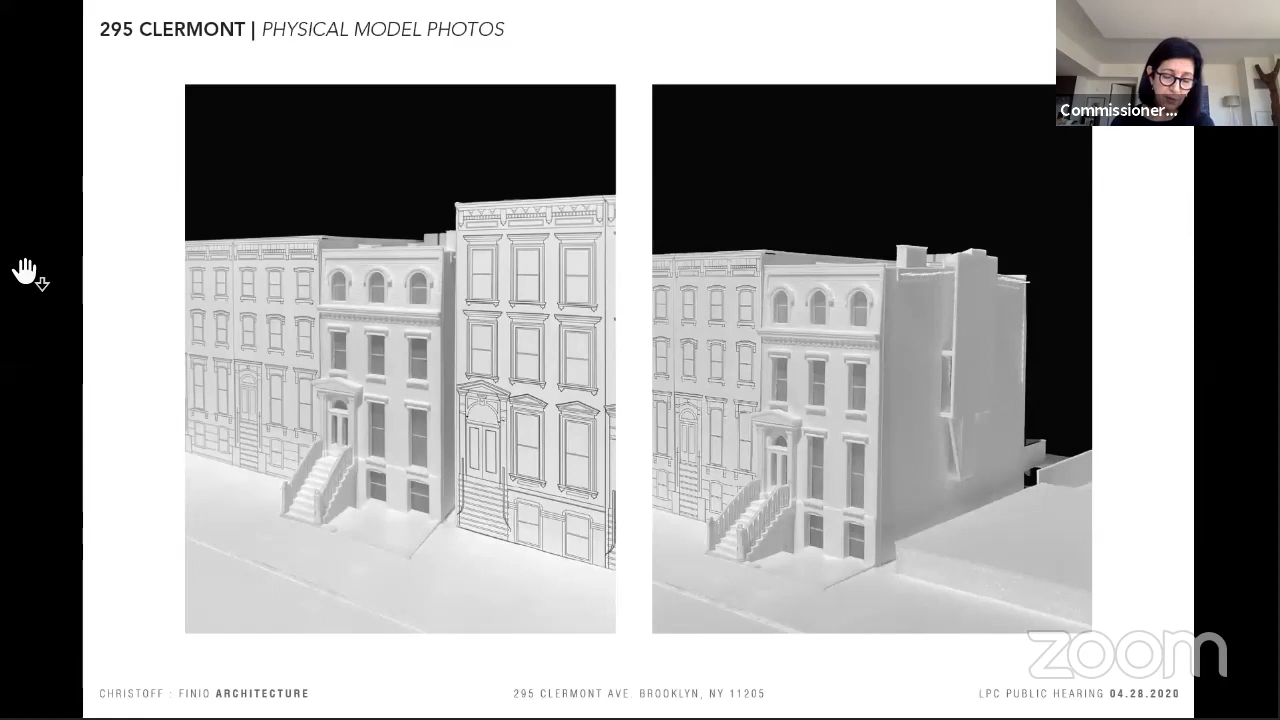 295 CLERMONT | PHYSICAL MODEL PHOTOS
Commissioner...
zoom
CHRISTOFF : FINIO ARCHITECTURE
295 CLERMONT AVE. BROOKLYN, NY 11205
LPC PUBLIC HEARING 04.28.2020